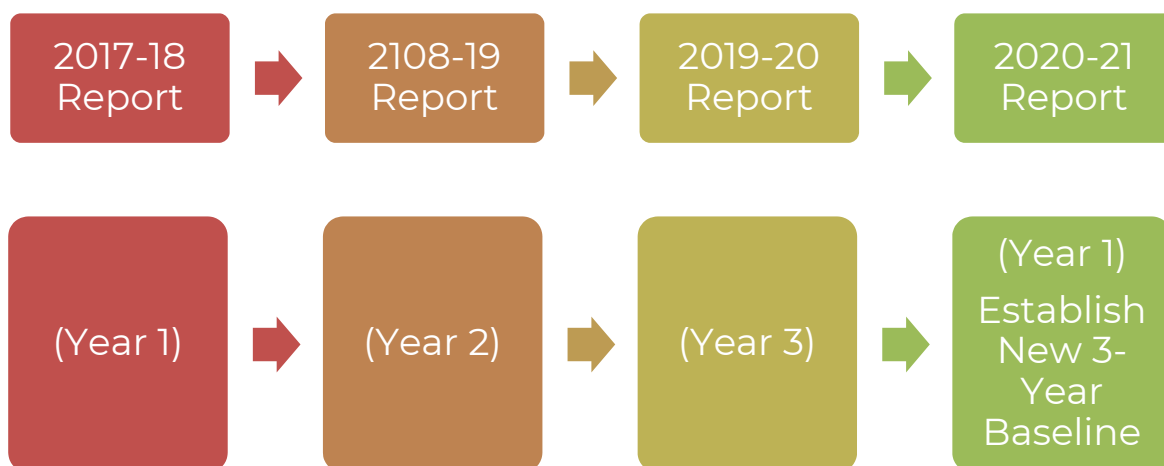 2017-18
Report
2108-19
Report
2019-20
Report
2020-21
Report
(Year 1)
(Year 2)
(Year 3)
(Year 1)
Establish
New 3-
Year
Baseline